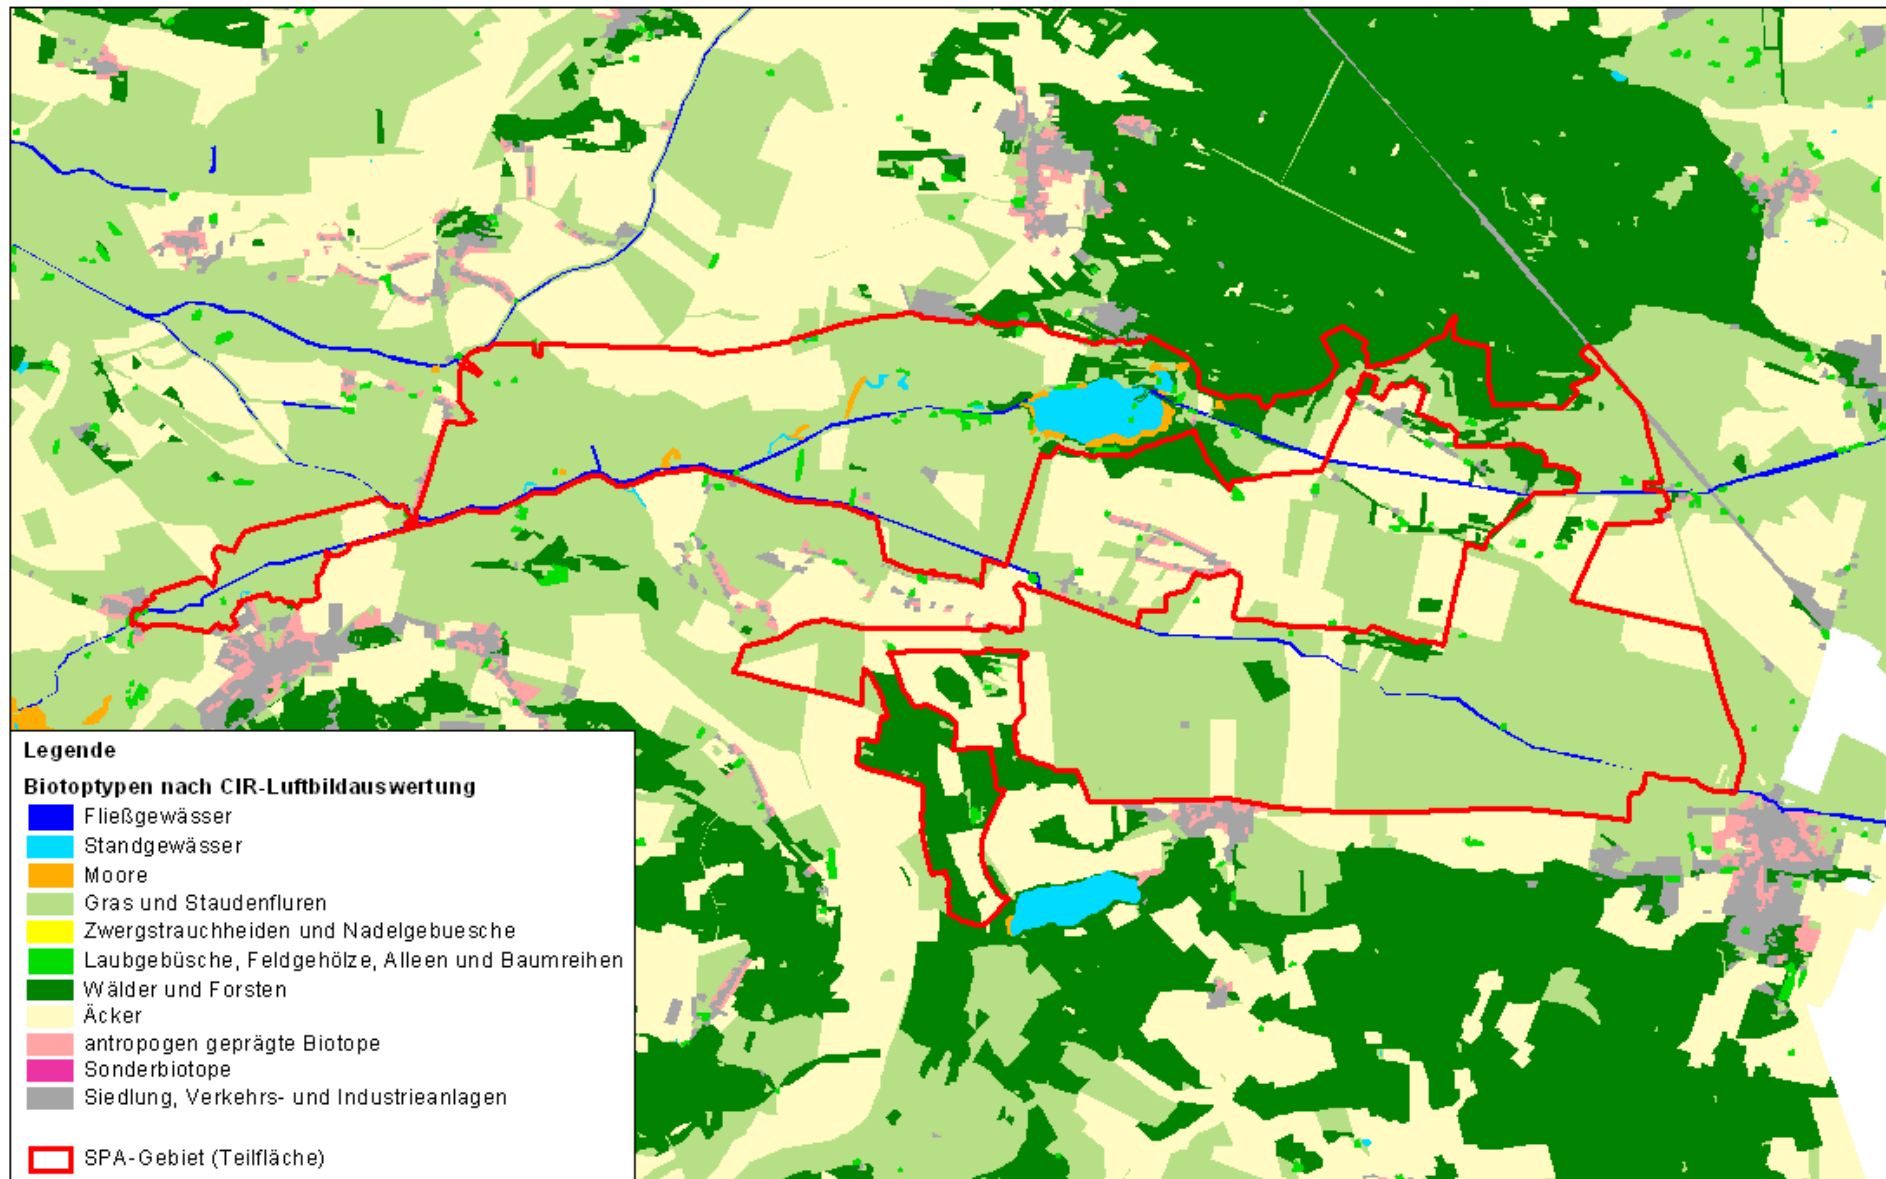 Legende
Biotoptypen nach CIR-Luftbildauswertung
Fließgewässer
Standgewässer
Moore
Gras und Staudenfluren
Zwergstrauchheiden und Nadelgebuesche
Laubgebüsche, Feldgehölze, Alleen und Baumreihen
Wälder und Forsten
Äcker
antropogen geprägte Biotope
Sonderbiotope
Siedlung, Verkehrs- und Industrieanlagen
SPA-Gebiet (Teilfläche)